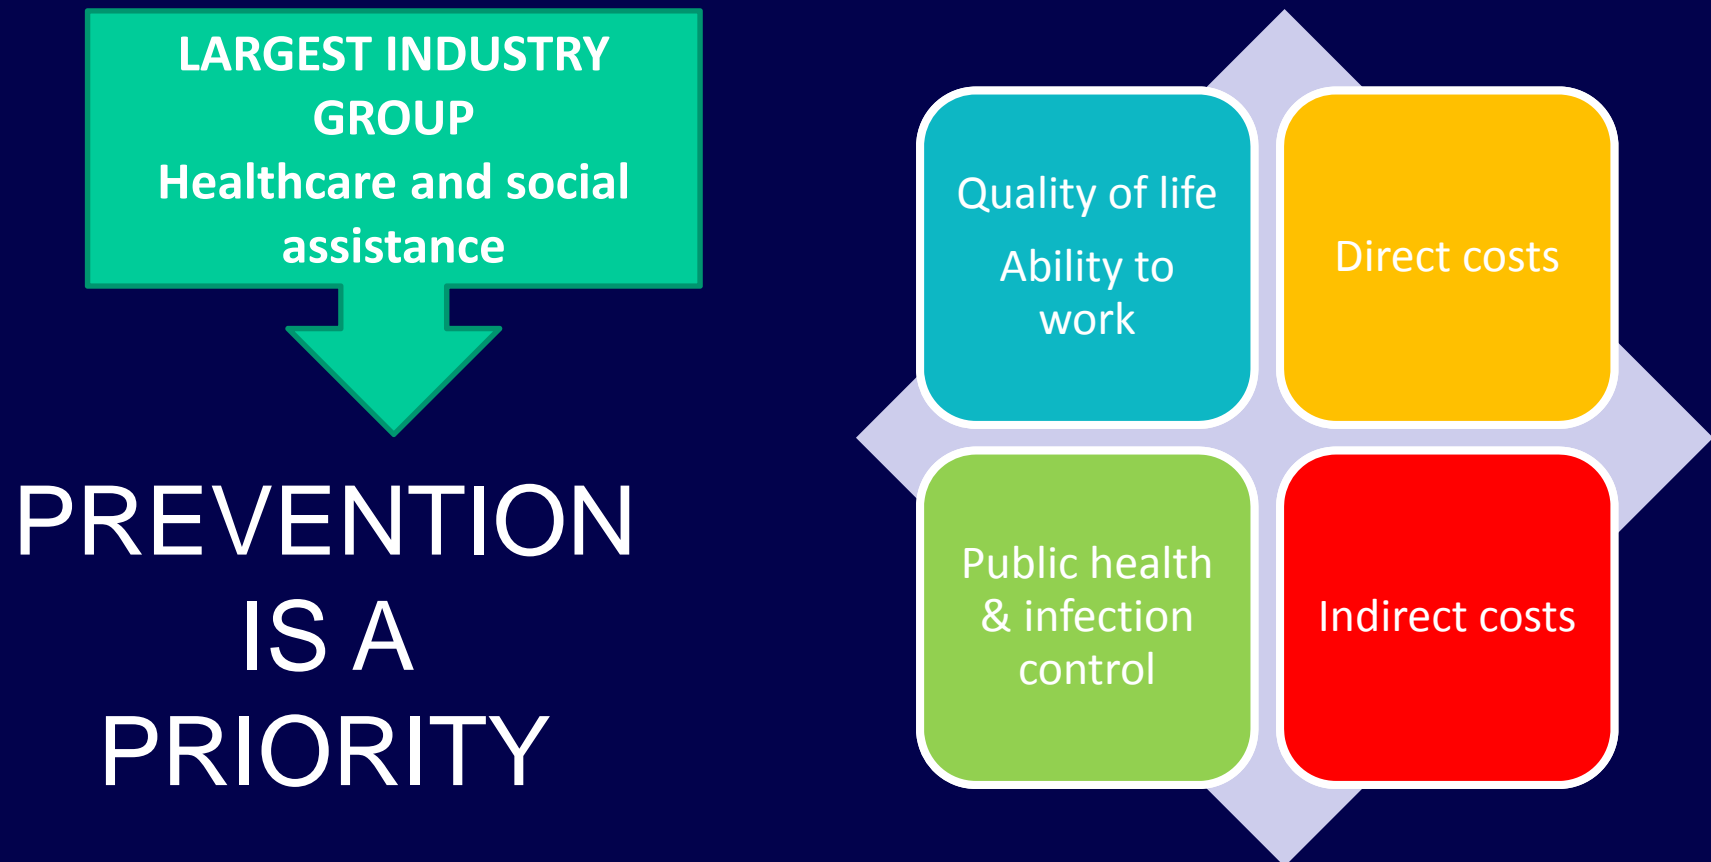 LARGEST INDUSTRY
GROUP
Healthcare and social
assistance
PREVENTION
IS A
PRIORITY
Quality of life
Ability to
work
Direct costs
Public health
& infection
control
Indirect costs